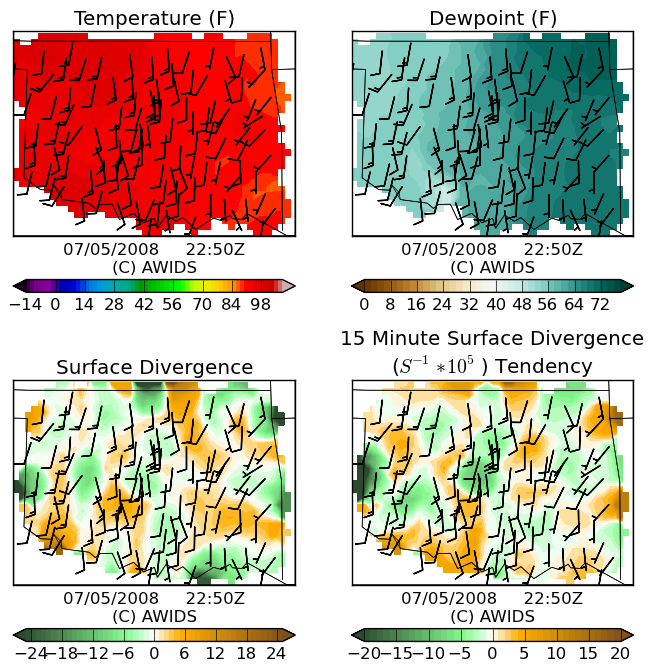 Temperature (F)
Dewpoint (F)
07/05/2008 22:50Z
(C) AWIDS
−14 0 14 28 42 56 70 84 98
07/05/2008 22:50Z
(C) AWIDS
0 8 16 24 32 40 48 56 64 72
Surface Divergence
15 Minute Surface Divergence
(S⁻¹ *10⁵ ) Tendency
07/05/2008 22:50Z
(C) AWIDS
−24 −18 −12 −6 0 6 12 18 24
07/05/2008 22:50Z
(C) AWIDS
−20 −15 −10 −5 0 5 10 15 20